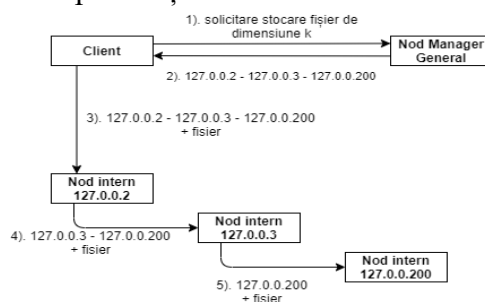 1). solicitare stocare fișier de
dimensiune k
Client
Nod Manager
General
2). 127.0.0.2 - 127.0.0.3 - 127.0.0.200
3). 127.0.0.2 - 127.0.0.3 - 127.0.0.200
+ fisier
Nod intern
127.0.0.2
4). 127.0.0.3 - 127.0.0.200
+ fisier
Nod intern
127.0.0.3
5). 127.0.0.200
+ fisier
Nod intern
127.0.0.200